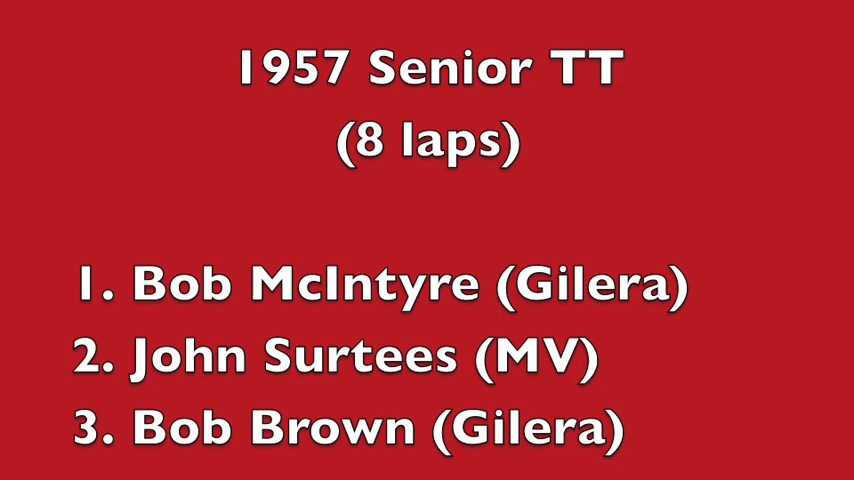 1957 Senior TT
(8 laps)
1. Bob McIntyre (Gilera)
2. John Surtees (MV)
3. Bob Brown (Gilera)